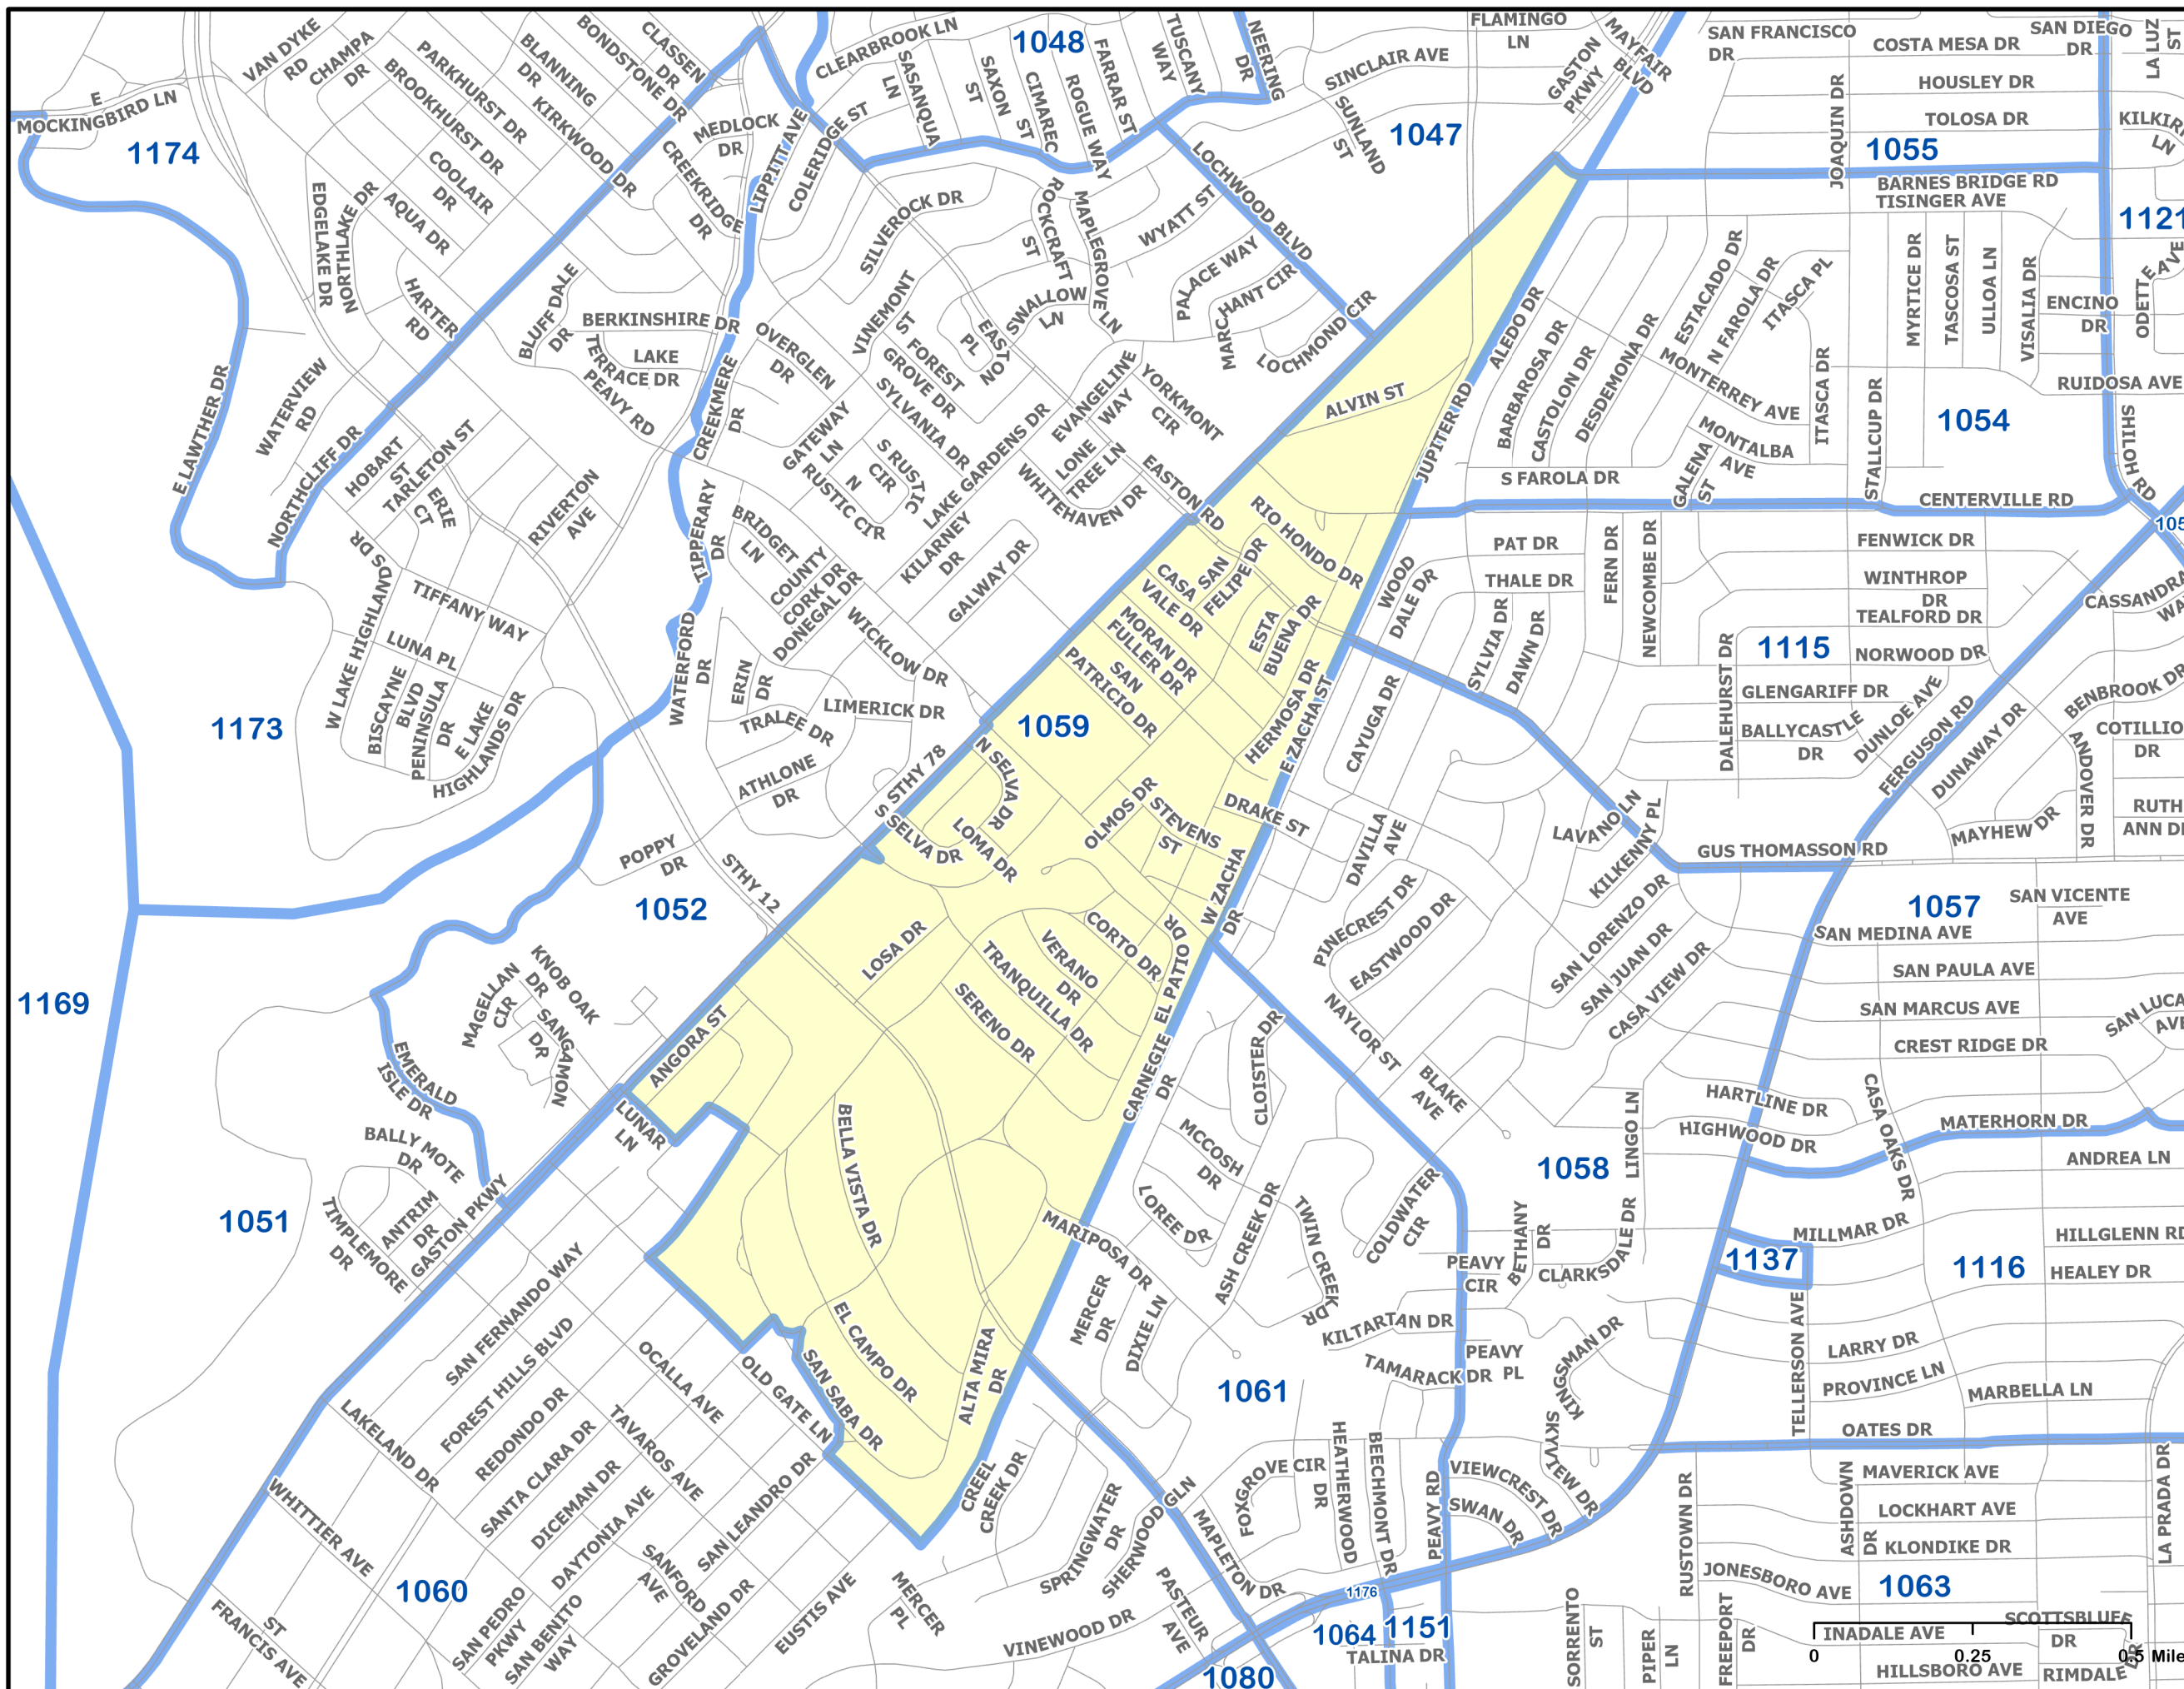 VAN DYKE
RD
CHAMPA
DR
PARKHURST DR
BROOKHURST DR
BLANNING
DR
KIRKWOOD DR
BONDSTONE DR
CLASSEN
DR
CLEARBROOK LN
SASANQUA
LN
SAXON
ST
1048
CIMAREC
ST
ROGUE WAY
FARRAR ST
TUSCANY
WAY
NEERING
DR
SINCLAIR AVE
FLAMINGO
LN
GASTON
PKWY
MAYFAIR
BLVD
SAN FRANCISCO
DR
COSTA MESA DR
SAN DIEGO
DR
LA LUZ
ST
HOUSLEY DR
TOLOSA DR
KILKIR
LN
E
MOCKINGBIRD LN
1174
MEDLOCK
DR
LIPPITT AVE
COLERIDGE ST
CREEKRIDGE
DR
SUNLAND
ST
1047
JOAQUIN DR
1055
BARNES BRIDGE RD
TISINGER AVE
1121
COOLAIR
DR
AQUA DR
EDGELAKE DR
NORTHLAKE DR
NORTHRTON
HARTER
RD
BLUFFDALE
DR
SILVEROCK DR
ROCKCRAFT
ST
MAPLEGROVE LN
WYATT ST
LOCHWOOD BLVD
PALACE WAY
MARCHANT CIR
LOCHMOND CIR
SWALLOW
LN
EAST
NO
PL
VINEMONT
ST
FOREST
GROVE DR
BERKINSHIRE DR
LAKE
TERRACE DR
PEAVY RD
OVERGLEN
DR
CREEKMERE
DR
SYLVANIA DR
GATEWAY
LN
N
RUSTIC CIR
S RUSTIC
CIR
LAKE GARDENS DR
EVANGELINE
WAY
LONE
TREE LN
YORKMONT
CIR
WHITEHAVEN DR
EASTON RD
ALVIN ST
JUPITER RD
ALEDO DR
BARBAROSA DR
CASTOLON DR
DESDEMONA DR
ESTACADO DR
N FAROLA DR
ITASCA PL
MONTERREY AVE
ITASCA DR
MONTALBA
AVE
GALENA
ST
S FAROLA DR
STALLCUP DR
MYRTICE DR
TASCOSA ST
ULLOA LN
VISALIA DR
ENCINO
DR
ODETTE AVE
RUIDOSA AVE
1054
SHILOH RD
CENTERVILLE RD
E LAWTHER DR
WATERVIEW
RD
NORTHCLIFF DR
HOBART
ST
TARLETON ST
ERIE
CT
RIVERTON
AVE
TIPPERARY
DR
BRIDGET
LN
COUNTY
CORK DR
DONEGAL DR
KILARNEY
DR
GALWAY DR
WICKLOW DR
RIO HONDO DR
SAN
FELIPE DR
CASA
VALE DR
MORAN DR
FULLER DR
SAN
PATRICIO DR
ESTA
BUENA DR
HERMOSA DR
E ZACHA
ST
WOOD
DALE DR
PAT DR
THALE DR
SYLVIA DR
DAWN DR
FERN DR
NEWCOMBE DR
FENWICK DR
WINTHROP
DR
TEALFORD DR
1115
NORWOOD DR
GLENGARIFF DR
BALLYCASTLE
DR
DALEHURST DR
DUNLOE AVE
FERGUSON RD
DUNAWAY DR
CASSANDRA
WA
105
BENBROOK DR
COTILLIO
DR
ANDOVER DR
RUTH
ANN D
MAYHEW DR
W LAKE HIGHLANDS DR
TIFFANY WAY
LUNA PL
BISCAYNE
BLVD
PENINSULA
DR
E LAKE
HIGHLANDS DR
1173
WATERFORD
DR
ERIN
DR
TRALEE DR
LIMERICK DR
ATHLONE
DR
STHY 78
1059
N SELVA DR
S SELVA DR
LOMA DR
OLMOS DR
STEVENS
ST
DRAKE ST
CAYUGA DR
DAVILLA
AVE
LAVANO LN
KILKENNY PL
GUS THOMASSON RD
POPPY
DR
STHY 12
1052
1169
MAGELLAN
CIR
KNOB OAK
DR
SANGAMON
DR
EMERALD
ISLE DR
ANGORA ST
LUNAR
LN
LOSA DR
TRANQUILLA DR
VERANO
DR
CORTO DR
SERENO DR
EL PATIO DR
W ZACHA
DR
CARNEGIE
DR
PINECREST DR
EASTWOOD DR
NAYLOR ST
CLOISTER DR
BLAKE
AVE
SAN LORENZO DR
SAN JUAN DR
CASA VIEW DR
1057
SAN VICENTE
AVE
SAN MEDINA AVE
SAN PAULA AVE
SAN MARCUS AVE
SAN LUCA
AVE
CREST RIDGE DR
HARTLINE DR
HIGHWOOD DR
CASA OAKS DR
MATERHORN DR
ANDREA LN
LINGO LN
1058
1051
BALLY MOTE
DR
ANTRIM
DR
TIMPLEMORE
DR
GASTON PKWY
BELLA VISTA DR
EL CAMPO DR
ALTA MIRA
DR
MARIPOSA DR
MCCOSH
DR
LOREE DR
ASH CREEK DR
TWIN CREEK
DR
COLDWATER
CIR
BETHANY
DR
CLARKSDALE DR
PEAVY
CIR
KILTARTAN DR
PEAVY
PL
TAMARACK DR
KINGSMAN DR
MERCER
DR
DIXIE LN
1061
1137
MILLMAR DR
1116
HILLGLENN RD
HEALEY DR
LARRY DR
PROVINCE LN
MARBELLA LN
TELLERSON AVE
OATES DR
SAN FERNANDO WAY
FOREST HILLS BLVD
REDONDO DR
SANTA CLARA DR
DICEMAN DR
DAYTONIA AVE
OCALLA AVE
TAVAROS AVE
OLD GATE LN
SAN SABA DR
SAN LEANDRO DR
SANFORD
AVE
LAKELAND DR
WHITTIER AVE
1060
SAN PEDRO
PKWY
SAN BENITO
WAY
GROVELAND DR
EUSTIS AVE
ST
FRANCIS AVE
CREEL
CREEK DR
MERCER
PL
SPRINGWATER
DR
SHERWOOD GLN
VINEWOOD DR
PASTEUR
AVE
MAPLETON DR
FOXGROVE CIR
HEATHERWOOD
DR
BEECHMONT DR
PEAVY RD
VIEWCREST DR
SWAN DR
SKYVIEW DR
1176
1064
1151
TALINA DR
1080
SORRENTO
ST
PIPER
LN
RUSTOWN DR
FREEPORT
DR
JONESBORO AVE
ASHDOWN
DR
MAVERICK AVE
LOCKHART AVE
KLONDIKE DR
1063
LA PRADA DR
SCOTTSBLUFF
DR
INADALE AVE
HILLSBORO AVE
RIMDALE DR
0
0.25
0.5 Mile